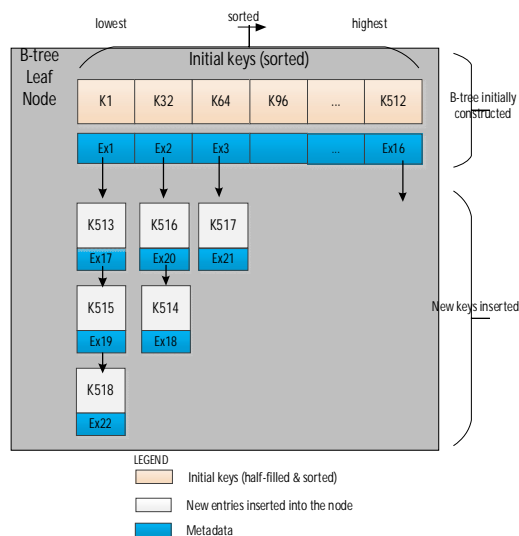 lowest
sorted
highest
B-tree
Leaf
Node
Initial keys (sorted)
K1 K32 K64 K96 ... K512
Ex1 Ex2 Ex3 ... Ex16
B-tree initially
constructed
K513 K516 K517
Ex17 Ex20 Ex21
K515 K514
Ex19 Ex18
K518
Ex22
New keys inserted
LEGEND
Initial keys (half-filled & sorted)
New entries inserted into the node
Metadata